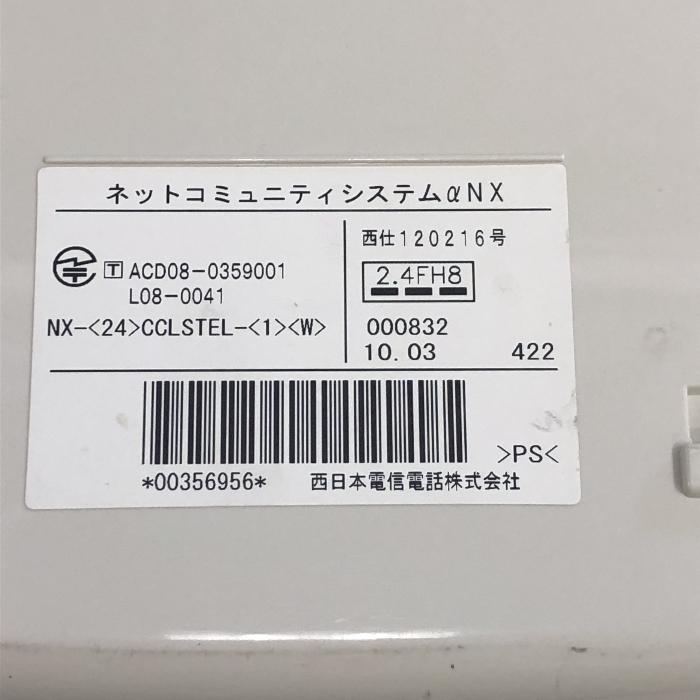 ネットコミュニティシステムαNX
T ACD08-0359001
L08-0041
NX-<24>CCLSTEL-<1><W>
西仕120216号
2.4FH8
000832
10.03 422
*00356956*
西日本電信電話株式会社
>PS<